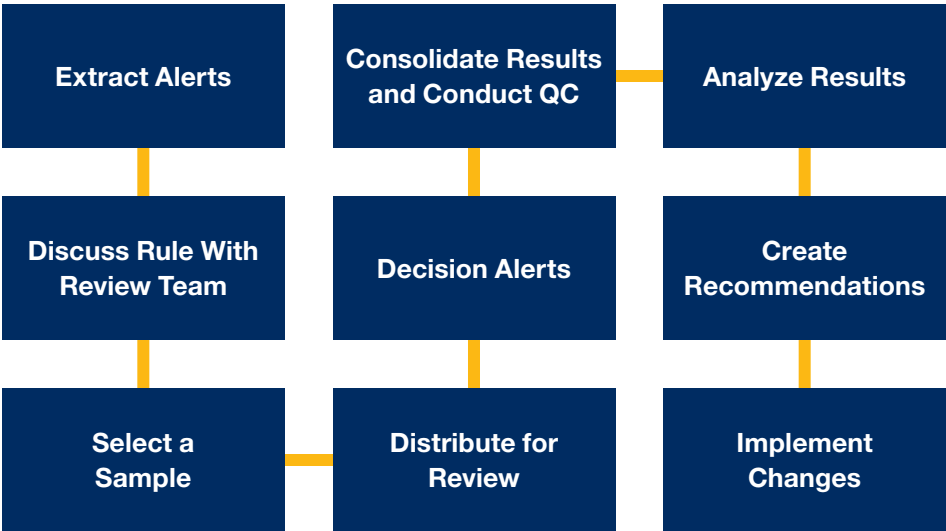 Extract Alerts
Discuss Rule With
Review Team
Select a
Sample
Distribute for
Review
Decision Alerts
Consolidate Results
and Conduct QC
Analyze Results
Create
Recommendations
Implement
Changes